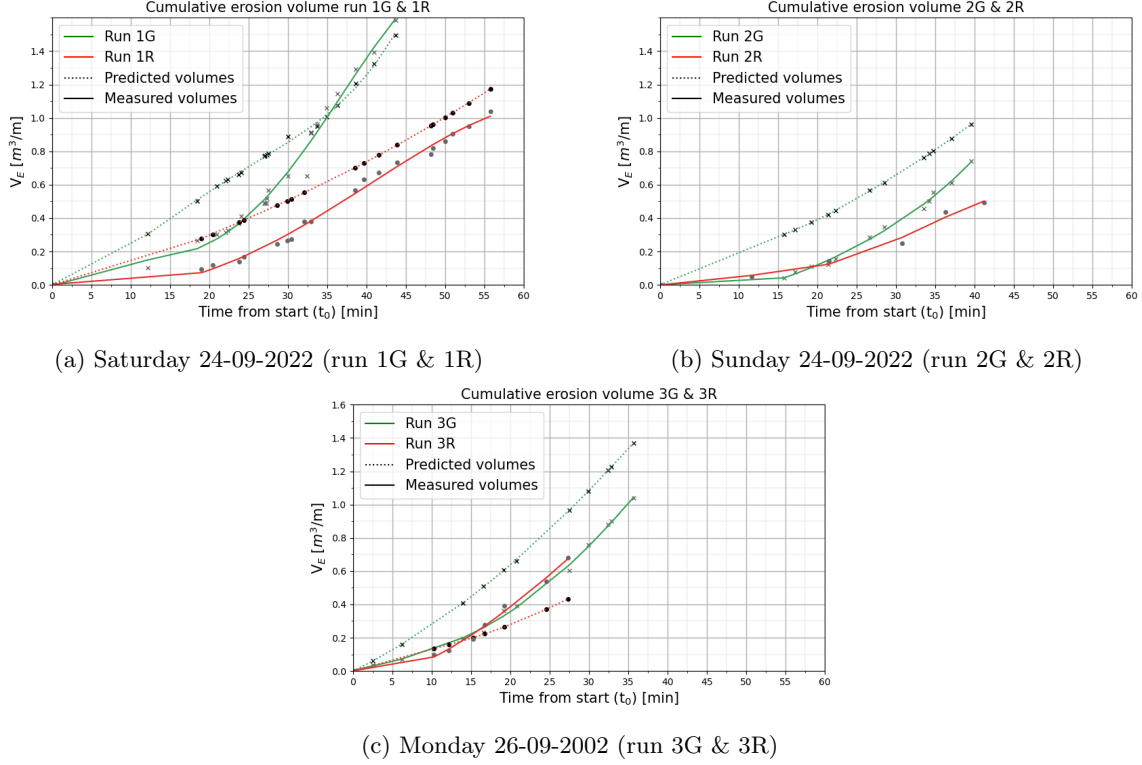 Cumulative erosion volume run 1G & 1R
Run 1G
Run 1R
Predicted volumes
Measured volumes
V_E [m³/m]
1.4
1.2
1.0
0.8
0.6
0.4
0.2
0.0
0 5 10 15 20 25 30 35 40 45 50 55 60
Time from start (t₀) [min]
(a) Saturday 24-09-2022 (run 1G & 1R)
Cumulative erosion volume 2G & 2R
Run 2G
Run 2R
Predicted volumes
Measured volumes
V_E [m³/m]
1.4
1.2
1.0
0.8
0.6
0.4
0.2
0.0
0 5 10 15 20 25 30 35 40 45 50 55 60
Time from start (t₀) [min]
(b) Sunday 24-09-2022 (run 2G & 2R)
Cumulative erosion volume 3G & 3R
Run 3G
Run 3R
Predicted volumes
Measured volumes
V_E [m³/m]
1.6
1.4
1.2
1.0
0.8
0.6
0.4
0.2
0.0
0 5 10 15 20 25 30 35 40 45 50 55 60
Time from start (t₀) [min]
(c) Monday 26-09-2002 (run 3G & 3R)